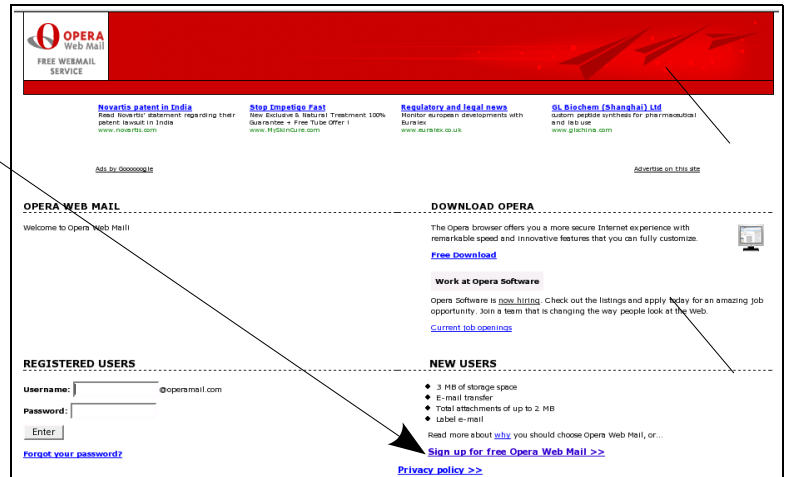 OPERA
Web Mail
FREE WEBMAIL
SERVICE
Novartis patent in India
Read Novartis' statement regarding their
patent lawsuit in India
www.novartis.com
Stop Impetigo Fast
New Exclusive & Natural Treatment 100%
Guarantee + Free Tube Offer !
www.MySkinCure.com
Regulatory and legal news
Monitor european developments with
Euralex
www.euralex.co.uk
GL Biochem (Shanghai) Ltd
custom peptide synthesis for pharmaceutical
and lab use
www.glschina.com
Ads by Goooooogle
Advertise on this site
OPERA WEB MAIL
Welcome to Opera Web Mail!
DOWNLOAD OPERA
The Opera browser offers you a more secure Internet experience with
remarkable speed and innovative features that you can fully customize.
Free Download
Work at Opera Software
Opera Software is now hiring. Check out the listings and apply today for an amazing job
opportunity. Join a team that is changing the way people look at the Web.
Current job openings
REGISTERED USERS
Username: @operamail.com
Password:
Enter
Forgot your password?
NEW USERS
◆ 3 MB of storage space
◆ E-mail transfer
◆ Total attachments of up to 2 MB
◆ Label e-mail
Read more about why you should choose Opera Web Mail, or...
Sign up for free Opera Web Mail >>
Privacy policy >>